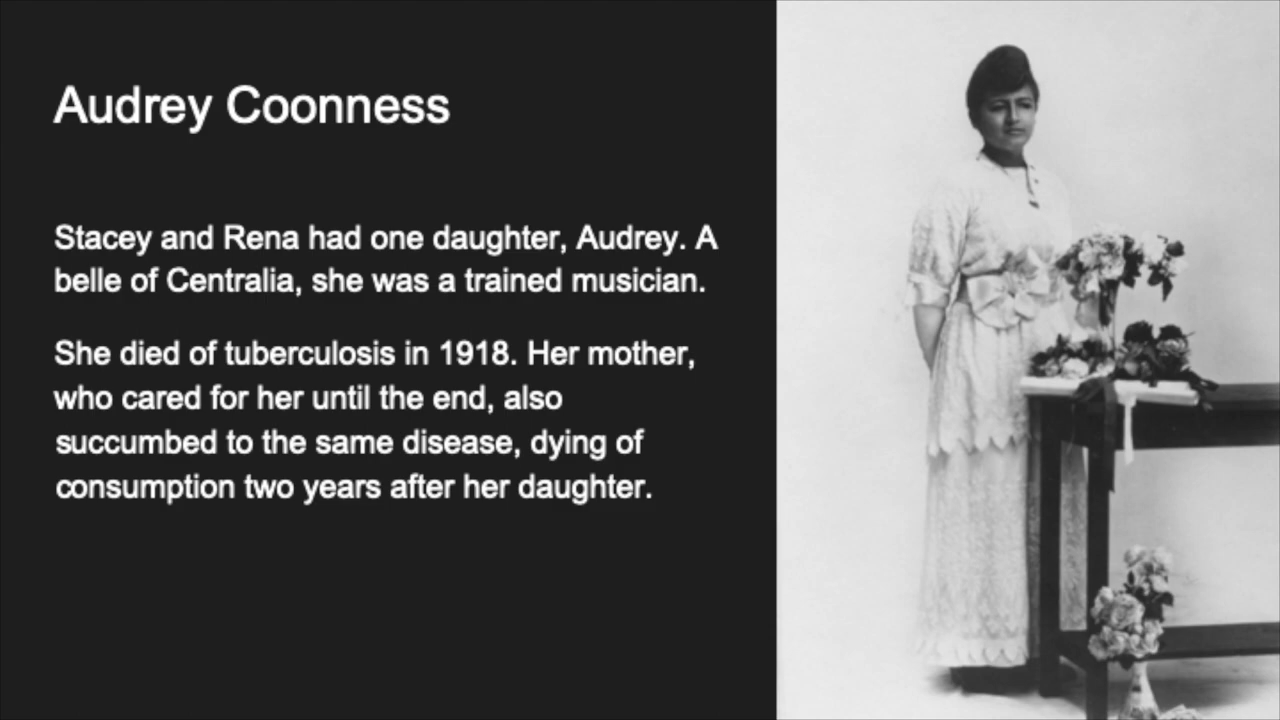 Audrey Coonness
Stacey and Rena had one daughter, Audrey. A
belle of Centralia, she was a trained musician.
She died of tuberculosis in 1918. Her mother,
who cared for her until the end, also
succumbed to the same disease, dying of
consumption two years after her daughter.